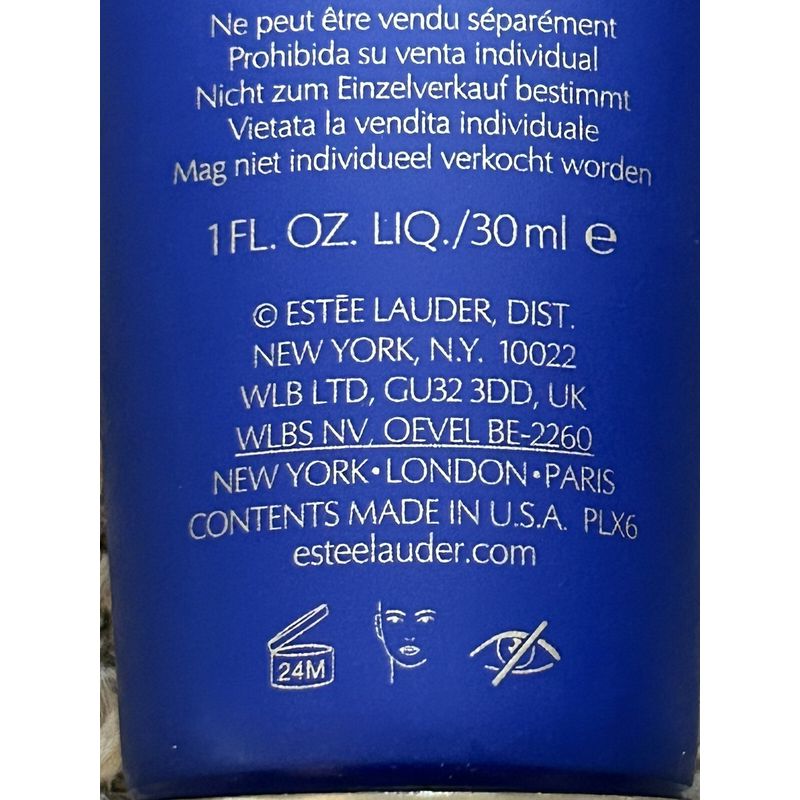 Ne peut être vendu séparément
Prohibida su venta individual
Nicht zum Einzelverkauf bestimmt
Vietata la vendita individuale
Mag niet individueel verkocht worden
1 FL. OZ. LIQ./30 ml ℮
© ESTĒE LAUDER, DIST.
NEW YORK, N.Y. 10022
WLB LTD, GU32 3DD, UK
WLBS NV, OEVEL BE-2260
NEW YORK•LONDON•PARIS
CONTENTS MADE IN U.S.A. PLX6
esteelauder.com
24M